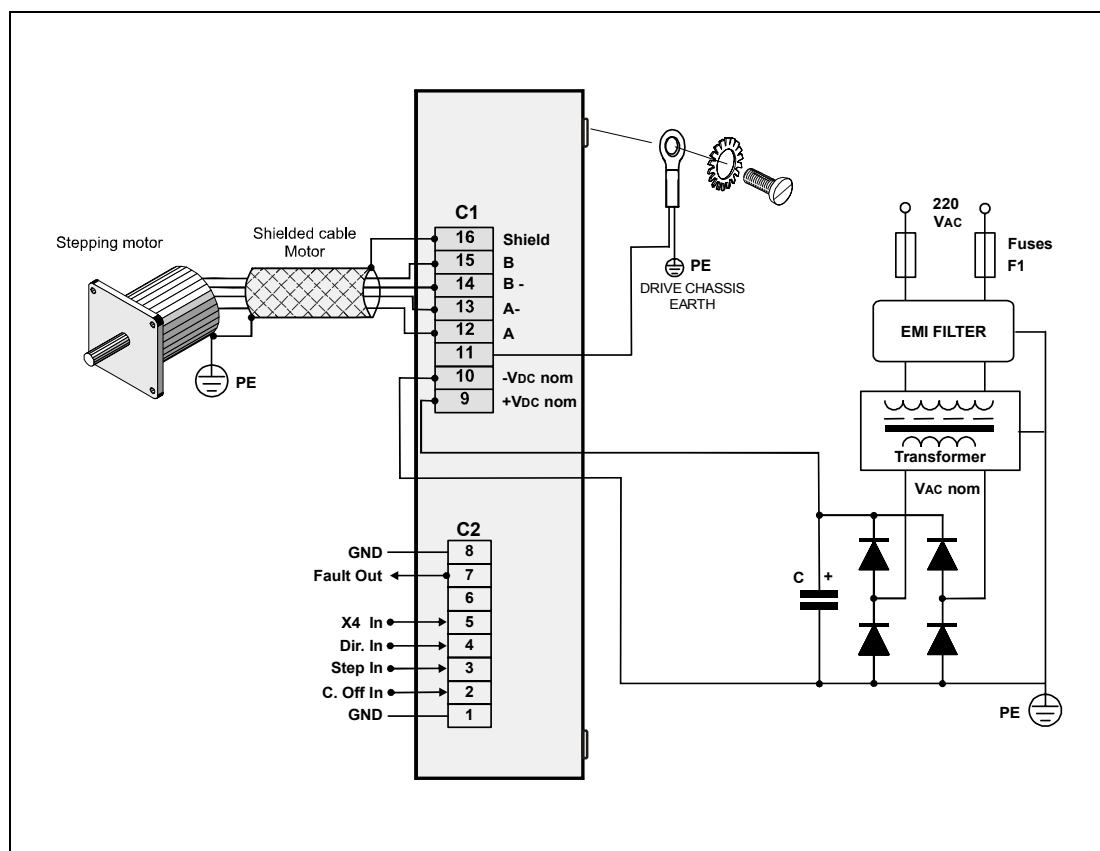 Stepping motor
Shielded cable
Motor
PE
C1
16 Shield
15 B
14 B -
13 A-
12 A
11
10 -VDC nom
9 +VDC nom
PE
DRIVE CHASSIS
EARTH
220
VAC
Fuses
F1
EMI FILTER
Transformer
VAC nom
C +
PE
C2
GND 8
Fault Out 7
6
X4 In 5
Dir. In 4
Step In 3
C. Off In 2
GND 1